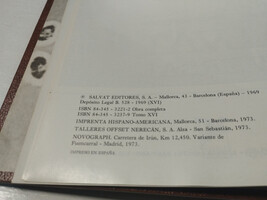 © SALVAT EDITORES, S. A. - Mallorca, 41 - Barcelona (España) - 1969
Depósito Legal B. 528 - 1969 (XVI)
ISBN 84-345 - 3221-2 Obra completa
ISBN 84-345 - 3237-9 Tomo XVI
IMPRENTA HISPANO-AMERICANA, Mallorca, 51 - Barcelona, 1973.
TALLERES OFFSET NERECÁN, S. A. Aiza - San Sebastián, 1973.
NOVOGRAPH: Carretera de Irún, Km 12,450. Variante de
Fuencarral - Madrid, 1973.
IMPRESO EN ESPAÑA